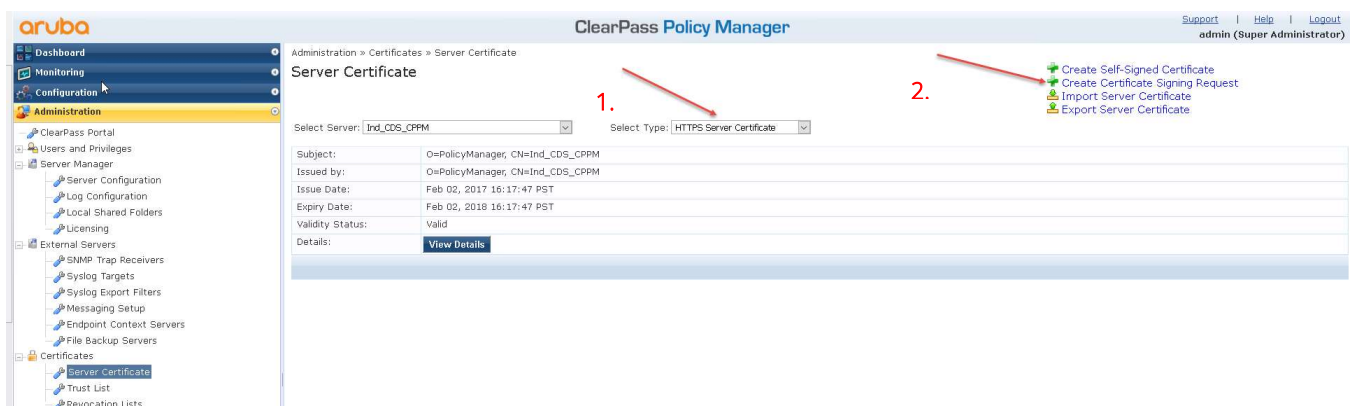 aruba
ClearPass Policy Manager
Support | Help | Logout
admin (Super Administrator)
Dashboard
Monitoring
Configuration
Administration
ClearPass Portal
Users and Privileges
Server Manager
Server Configuration
Log Configuration
Local Shared Folders
Licensing
External Servers
SNMP Trap Receivers
Syslog Targets
Syslog Export Filters
Messaging Setup
Endpoint Context Servers
File Backup Servers
Certificates
Server Certificate
Trust List
Revocation Lists
Administration » Certificates » Server Certificate
Server Certificate
Create Self-Signed Certificate
Create Certificate Signing Request
Import Server Certificate
Export Server Certificate
1.
2.
Select Server: Ind_CDS_CPPM Select Type: HTTPS Server Certificate
Subject: O=PolicyManager, CN=Ind_CDS_CPPM
Issued by: O=PolicyManager, CN=Ind_CDS_CPPM
Issue Date: Feb 02, 2017 16:17:47 PST
Expiry Date: Feb 02, 2018 16:17:47 PST
Validity Status: Valid
Details: View Details